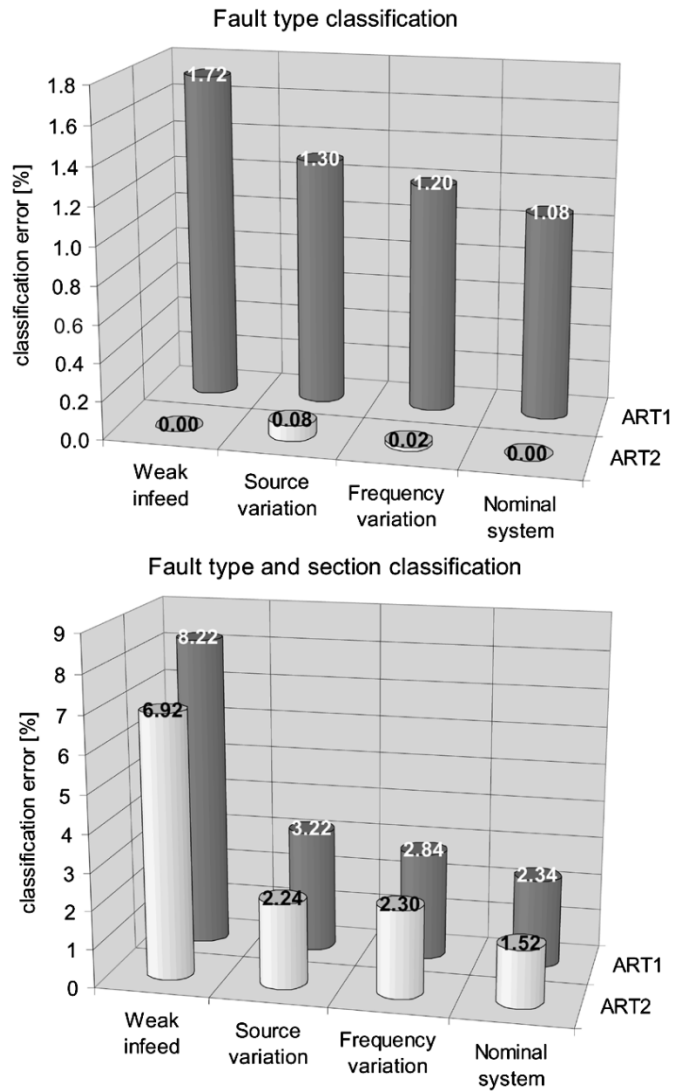 Fault type classification
classification error [%]
1.8
1.6
1.4
1.2
1.0
0.8
0.6
0.4
0.2
0.0
1.72
1.30
1.20
1.08
0.00
0.08
0.02
0.00
ART1
ART2
Weak
infeed
Source
variation
Frequency
variation
Nominal
system
Fault type and section classification
classification error [%]
9
8
7
6
5
4
3
2
1
0
8.22
3.22
2.84
2.34
6.92
2.24
2.30
1.52
ART1
ART2
Weak
infeed
Source
variation
Frequency
variation
Nominal
system